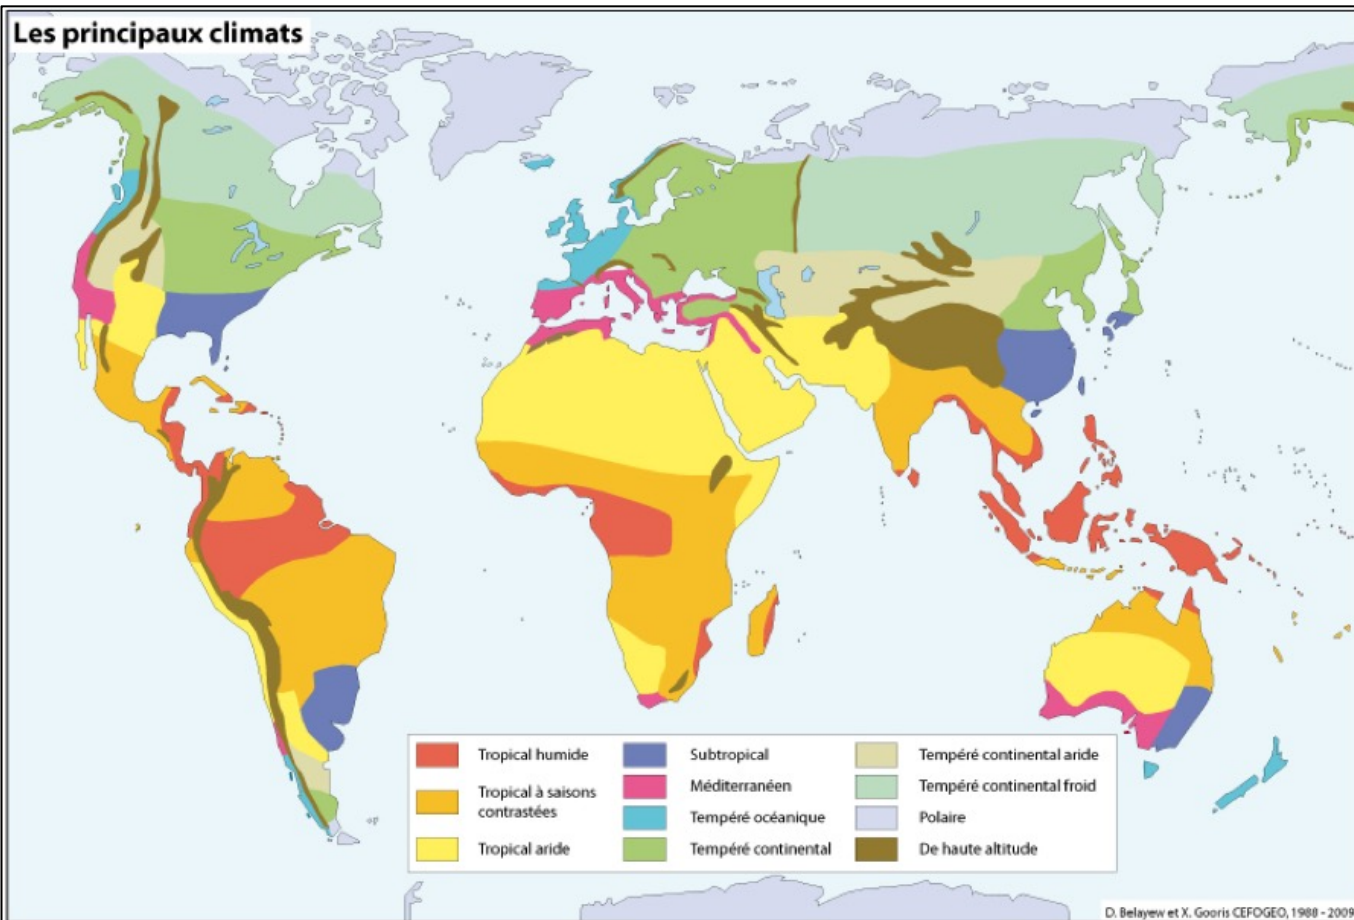 Les principaux climats
Tropical humide
Tropical à saisons
contrastées
Tropical aride
Subtropical
Méditerranéen
Tempéré océanique
Tempéré continental
Tempéré continental aride
Tempéré continental froid
Polaire
De haute altitude
D. Belayew et X. Gooris CEFOGEO, 1988 - 2009